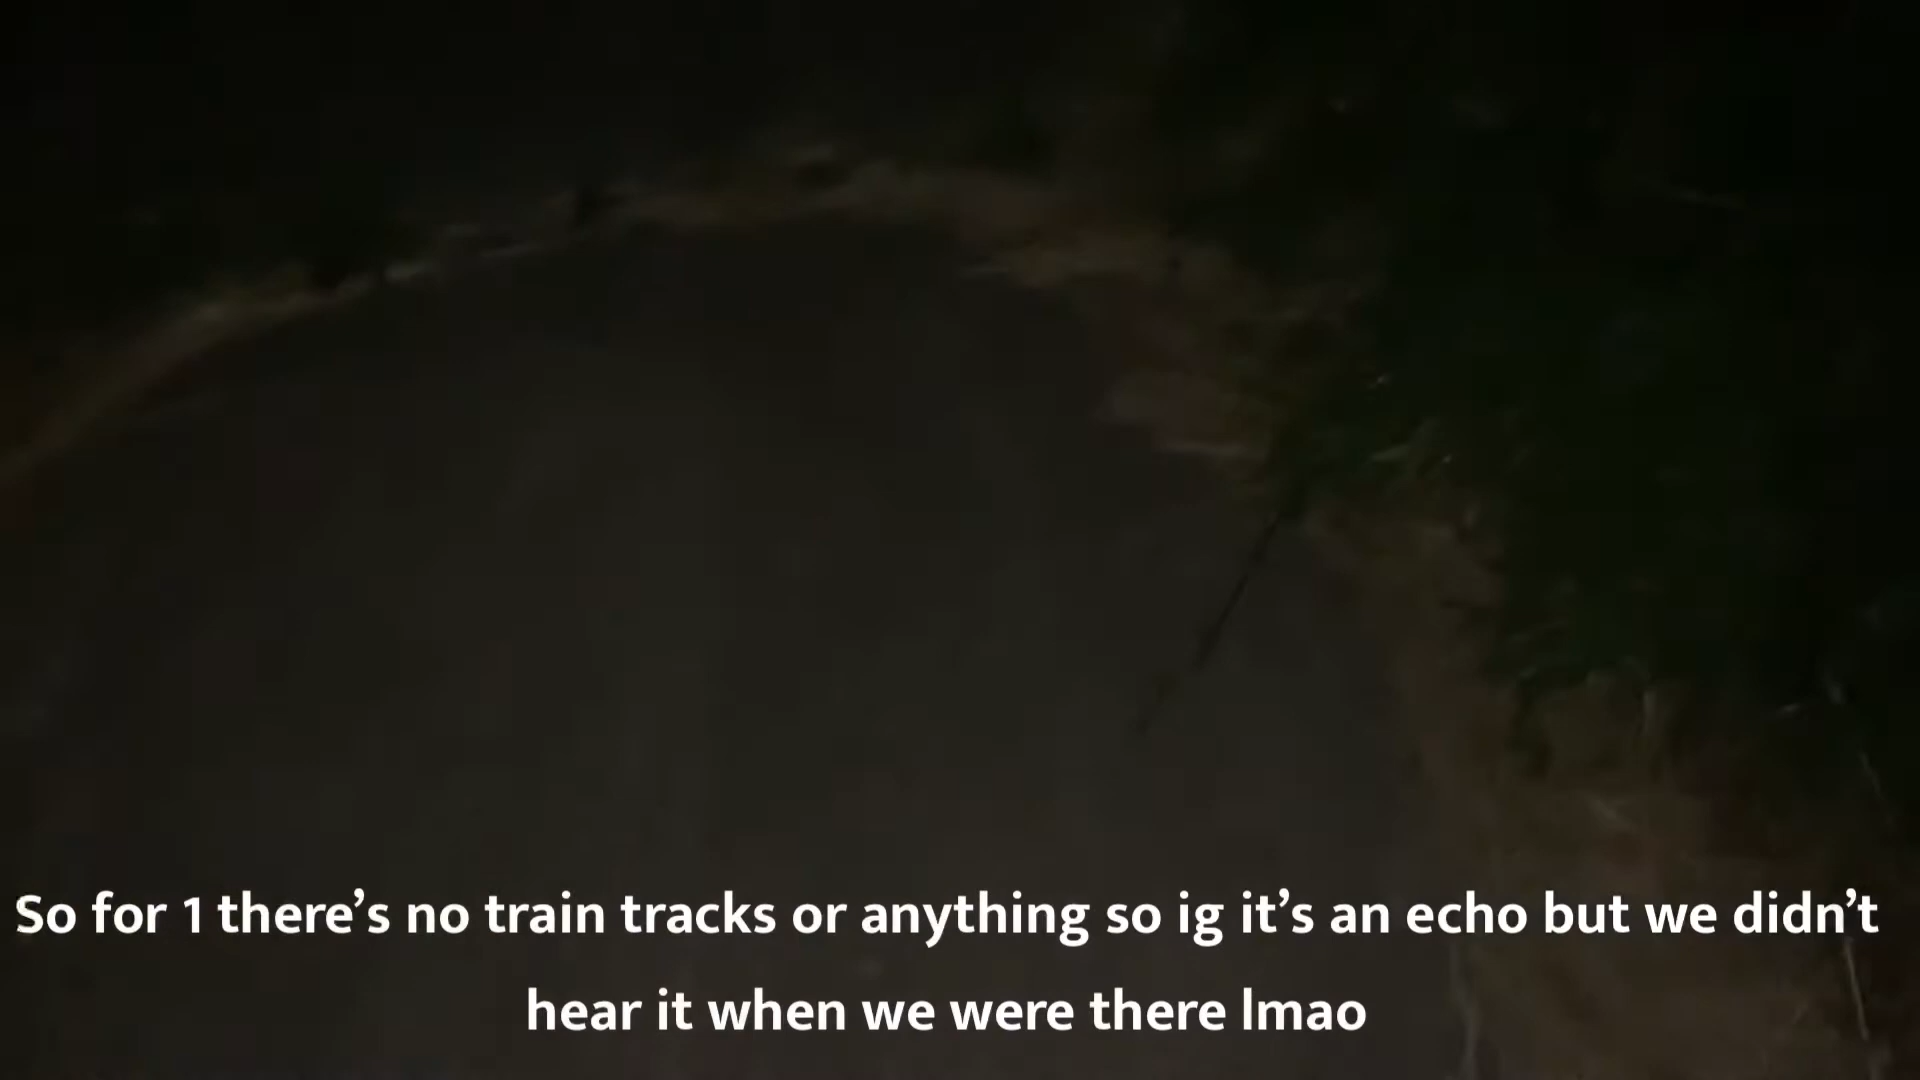 So for 1 there’s no train tracks or anything so ig it’s an echo but we didn’t
hear it when we were there lmao